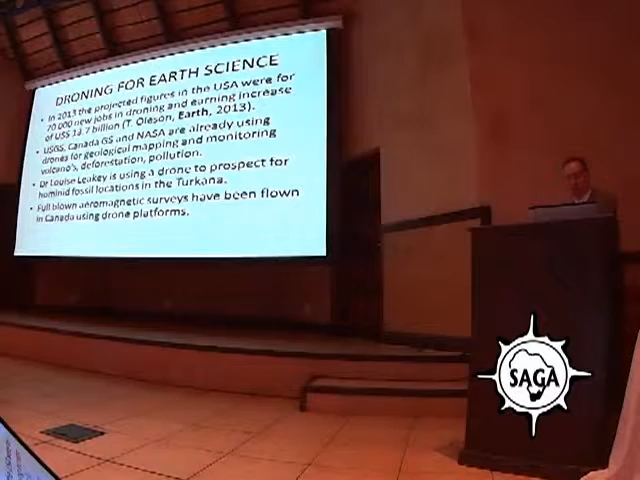 DRONING FOR EARTH SCIENCE
• In 2013 the projected figures in the USA were for
70 000 new jobs in droning and earning increase
of US$ 13.7 billion (T. Oleson, Earth, 2013).
• USGS, Canada GS and NASA are already using
drones for geological mapping and monitoring
volcano's, deforestation, pollution.
• Dr Louise Leakey is using a drone to prospect for
hominid fossil locations in the Turkana.
• Full blown aeromagnetic surveys have been flown
in Canada using drone platforms.
SAGA